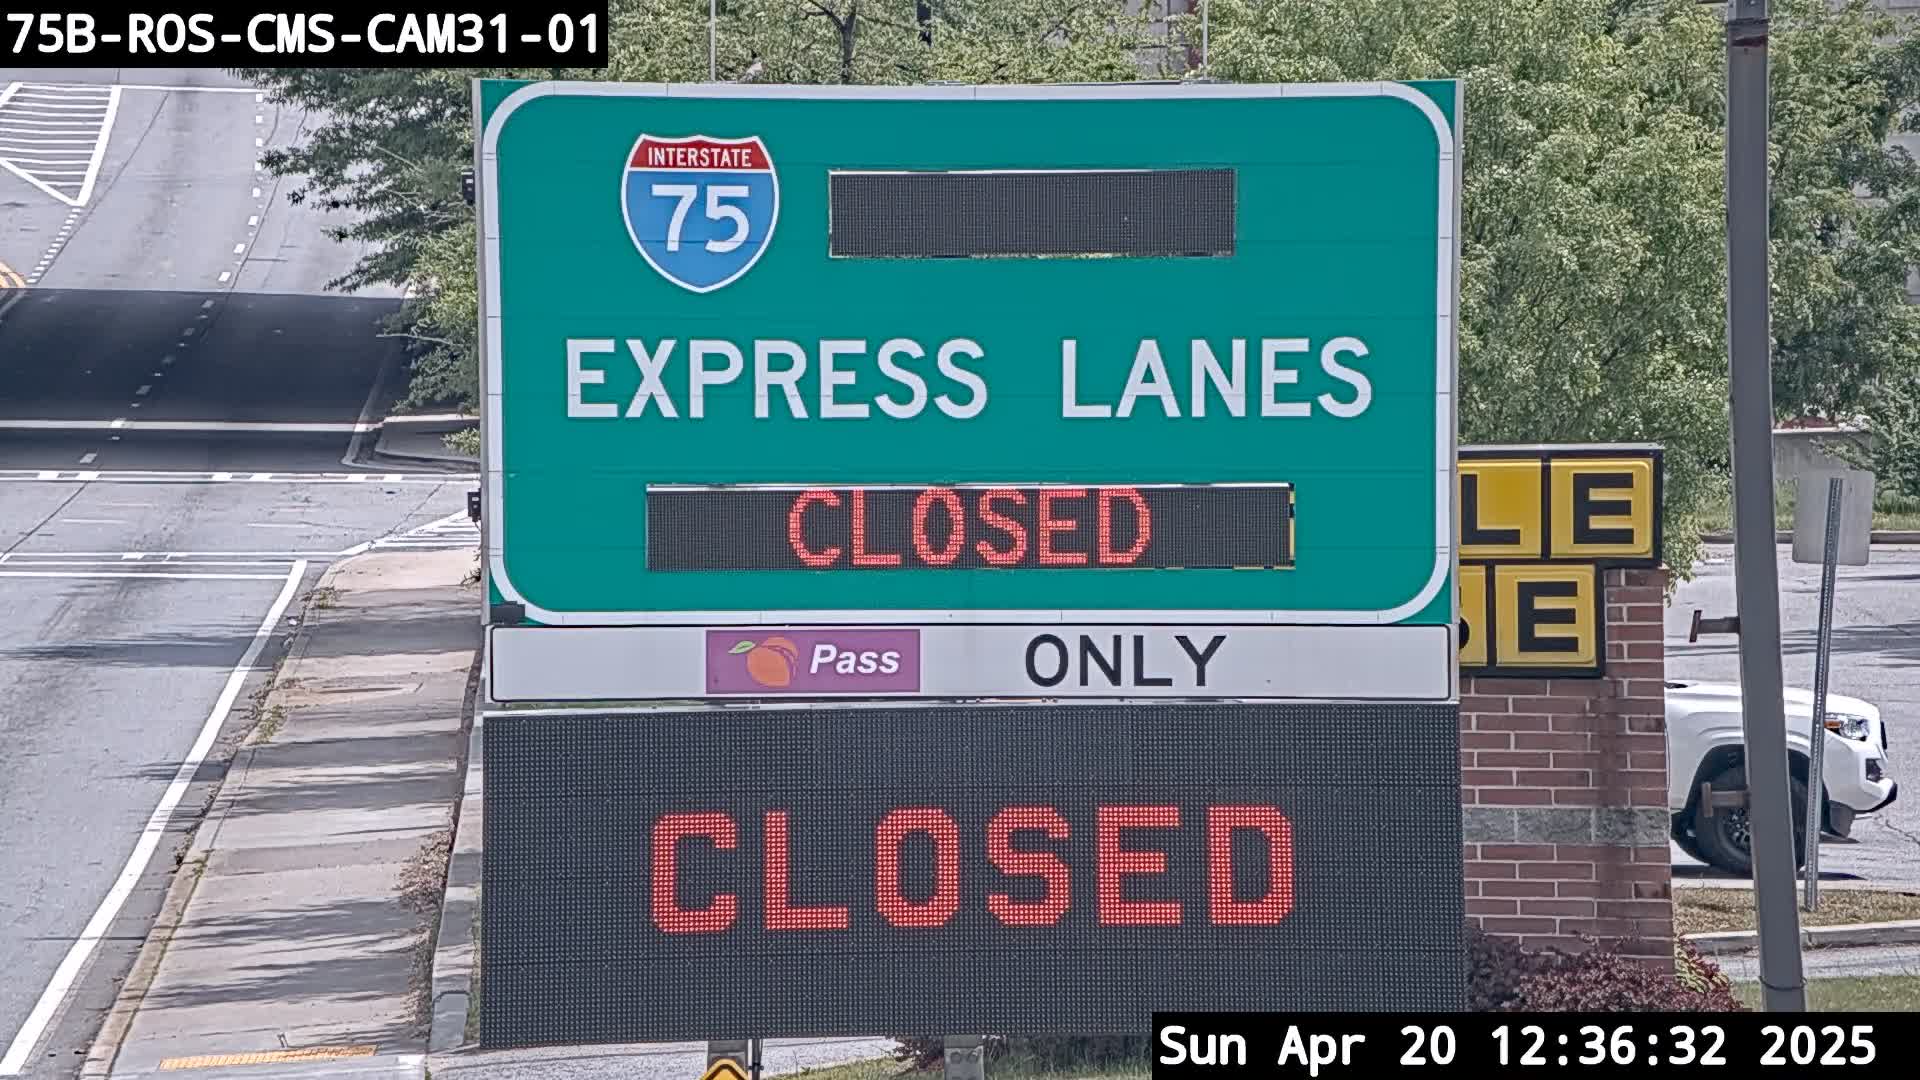 75B-ROS-CMS-CAM31-01
INTERSTATE
75
EXPRESS LANES
CLOSED
Pass ONLY
CLOSED
LE
E
Sun Apr 20 12:36:32 2025